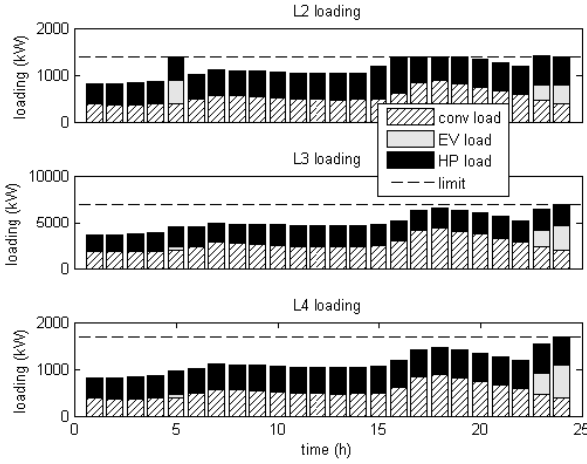 L2 loading
2000
1000
0
loading (kW)
conv load
EV load
HP load
limit
L3 loading
10000
5000
0
loading (kW)
L4 loading
2000
1000
0
loading (kW)
0 5 10 15 20 25
time (h)